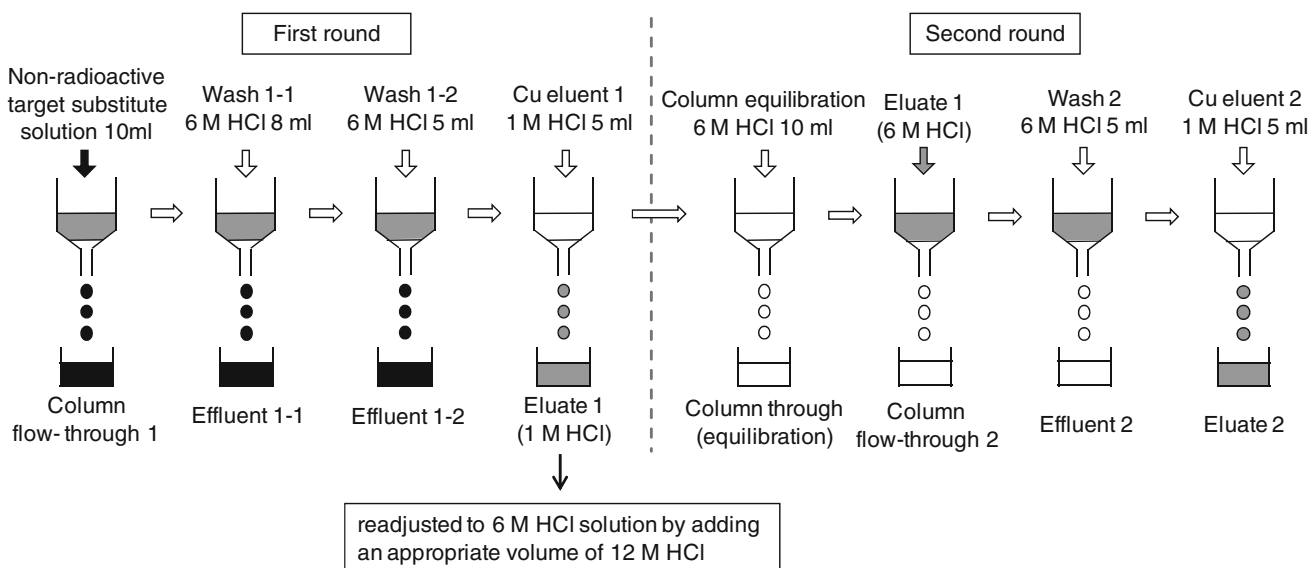 First round
Second round
Non-radioactive
target substitute
solution 10ml
Wash 1-1
6 M HCl 8 ml
Wash 1-2
6 M HCl 5 ml
Cu eluent 1
1 M HCl 5 ml
Column equilibration
6 M HCl 10 ml
Eluate 1
(6 M HCl)
Wash 2
6 M HCl 5 ml
Cu eluent 2
1 M HCl 5 ml
Column
flow- through 1
Effluent 1-1
Effluent 1-2
Eluate 1
(1 M HCl)
Column through
(equilibration)
Column
flow-through 2
Effluent 2
Eluate 2
readjusted to 6 M HCl solution by adding
an appropriate volume of 12 M HCl